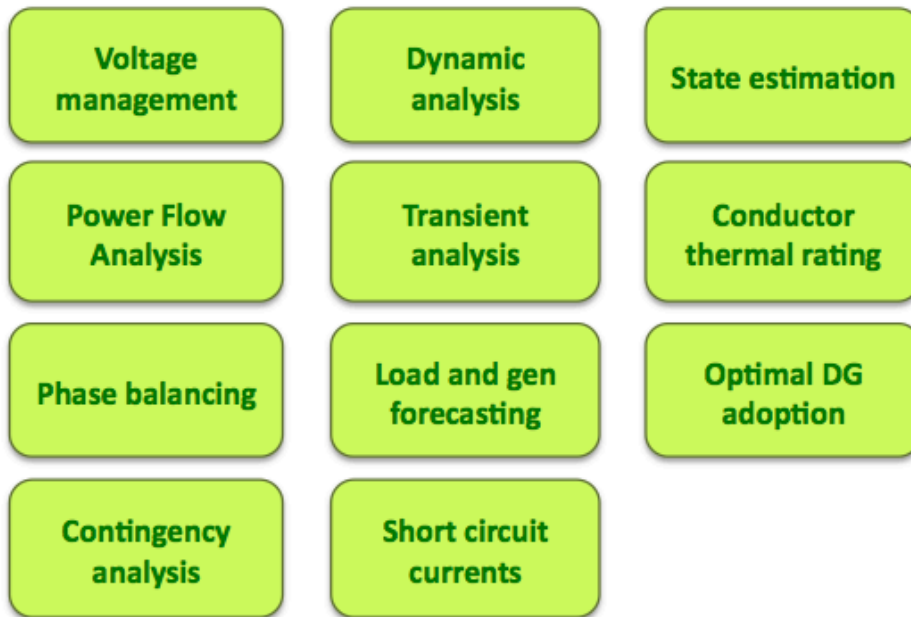 Voltage
management
Dynamic
analysis
State estimation
Power Flow
Analysis
Transient
analysis
Conductor
thermal rating
Phase balancing
Load and gen
forecasting
Optimal DG
adoption
Contingency
analysis
Short circuit
currents